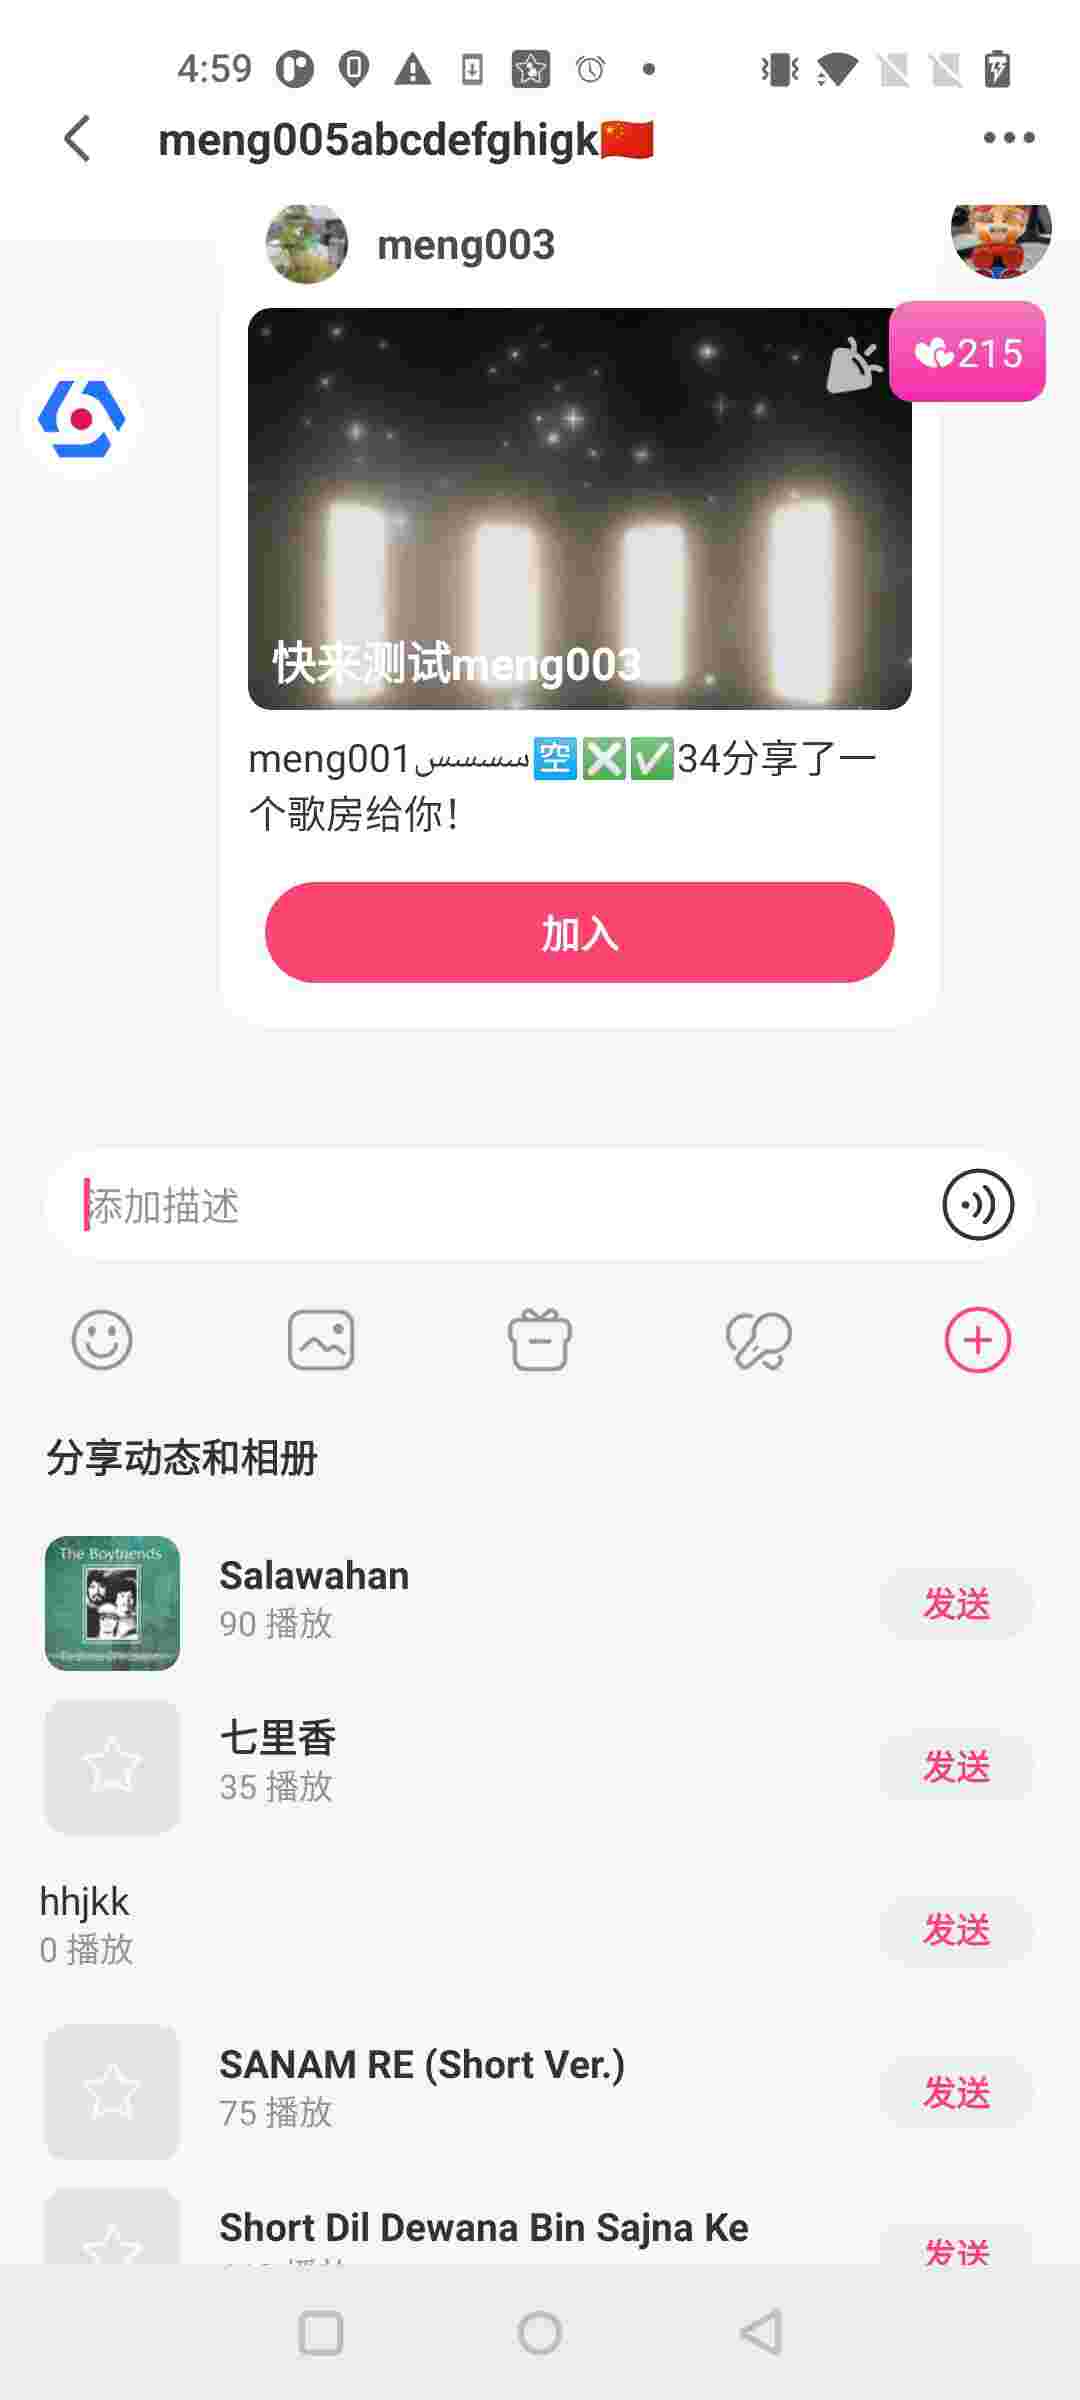 4:59
meng005abcdefghigk🇨🇳
meng003
215
快来测试meng003
meng001سسسس🈳❎✅34分享了一
个歌房给你！
加入
添加描述
分享动态和相册
The Boyfriends
Salawahan
90 播放
发送
七里香
35 播放
发送
hhjkk
0 播放
发送
SANAM RE (Short Ver.)
75 播放
发送
Short Dil Dewana Bin Sajna Ke
发送